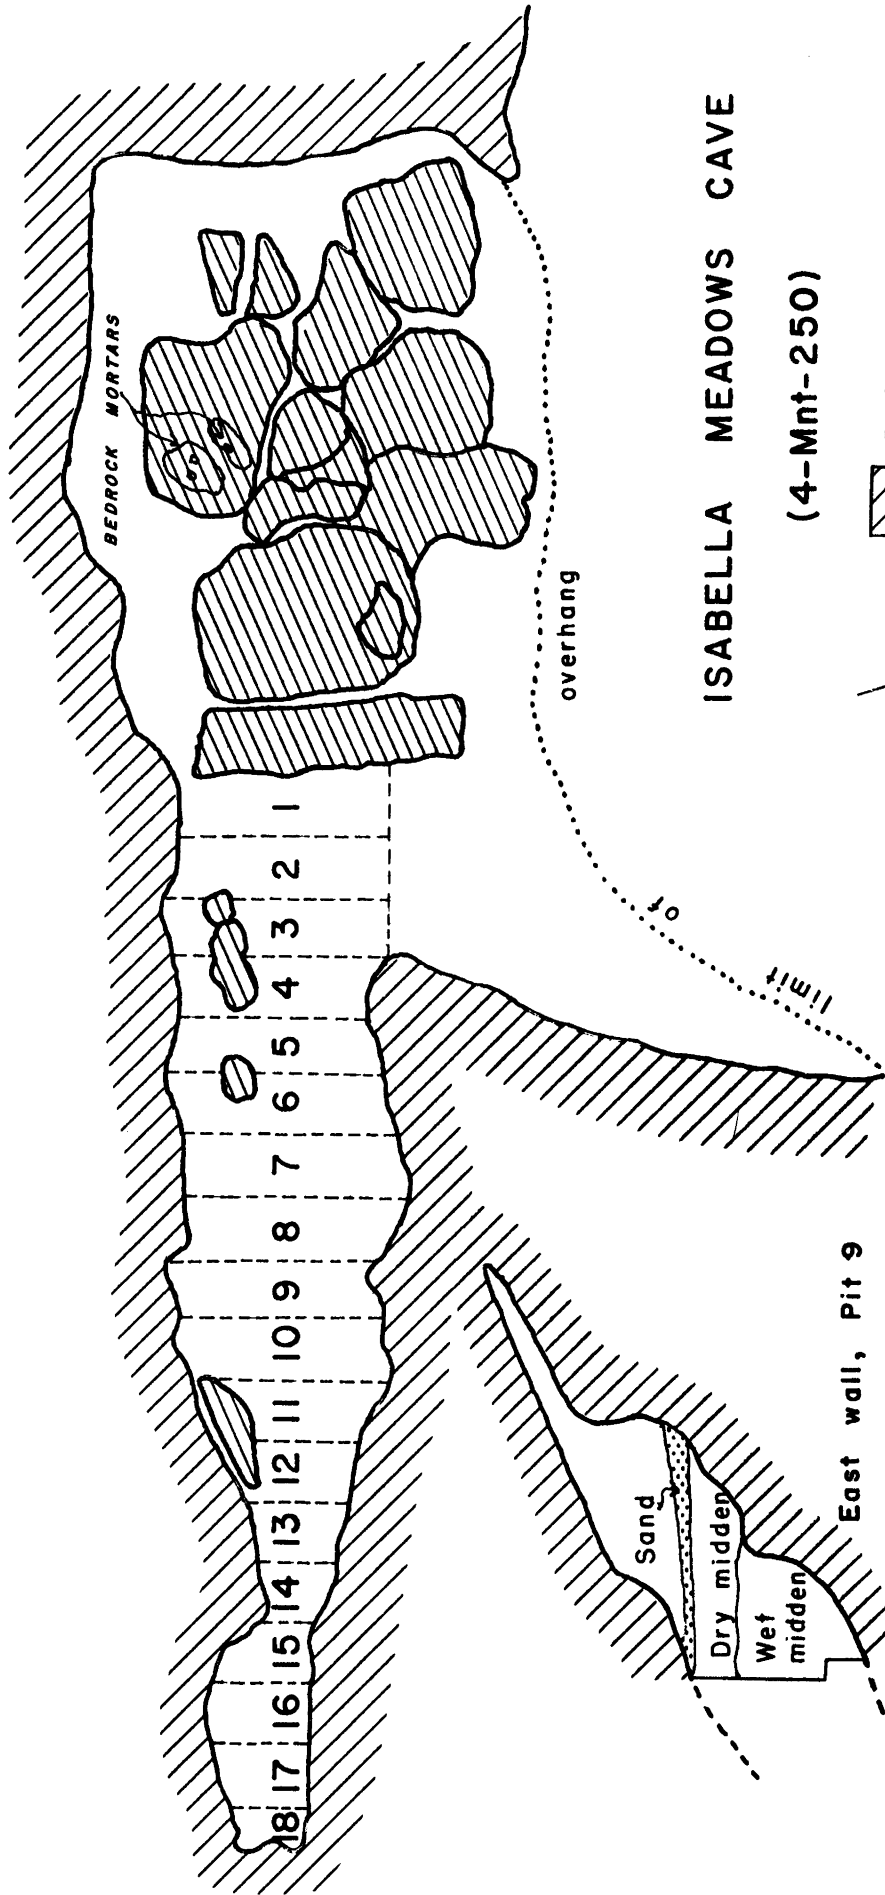 BEDROCK MORTARS
18 17 16 15 14 13 12 11 10 9 8 7 6 5 4 3 2 1
limit of overhang
ISABELLA MEADOWS CAVE
(4-Mnt-250)
Sand
Dry midden
Wet
midden
East wall, Pit 9